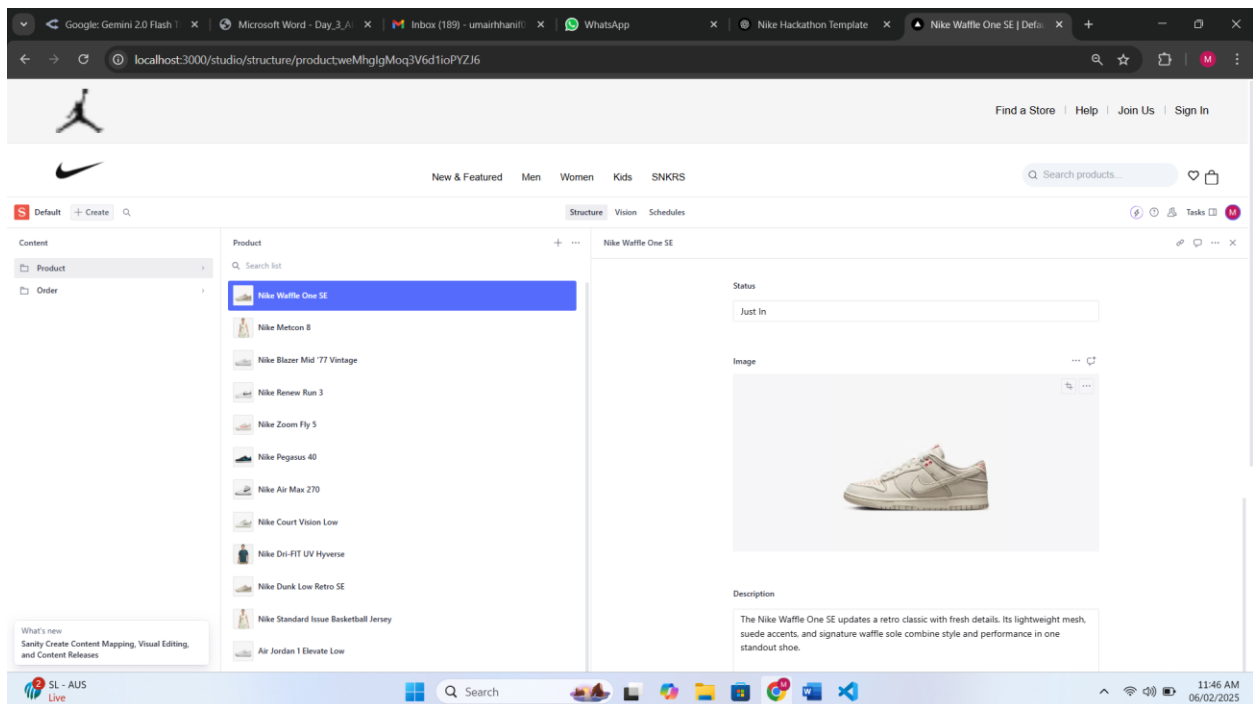 Google: Gemini 2.0 Flash T
Microsoft Word - Day_3_A
Inbox (189) - umairhhanif0
WhatsApp
Nike Hackathon Template
Nike Waffle One SE | Defau
localhost:3000/studio/structure/product;weMhgIgMoq3V6d1ioPYZJ6
M
Find a Store Help Join Us Sign In
New & Featured Men Women Kids SNKRS
Search products...
S Default + Create
Structure Vision Schedules
Tasks M
Content
Product
Order
Product
Search list
Nike Waffle One SE
Nike Metcon 8
Nike Blazer Mid '77 Vintage
Nike Renew Run 3
Nike Zoom Fly 5
Nike Pegasus 40
Nike Air Max 270
Nike Court Vision Low
Nike Dri-FIT UV Hyverse
Nike Dunk Low Retro SE
Nike Standard Issue Basketball Jersey
Air Jordan 1 Elevate Low
Nike Waffle One SE
Status
Just In
Image
Description
The Nike Waffle One SE updates a retro classic with fresh details. Its lightweight mesh,
suede accents, and signature waffle sole combine style and performance in one
standout shoe.
What's new
Sanity Create Content Mapping, Visual Editing,
and Content Releases
2
SL - AUS
Live
Search
11:46 AM
06/02/2025